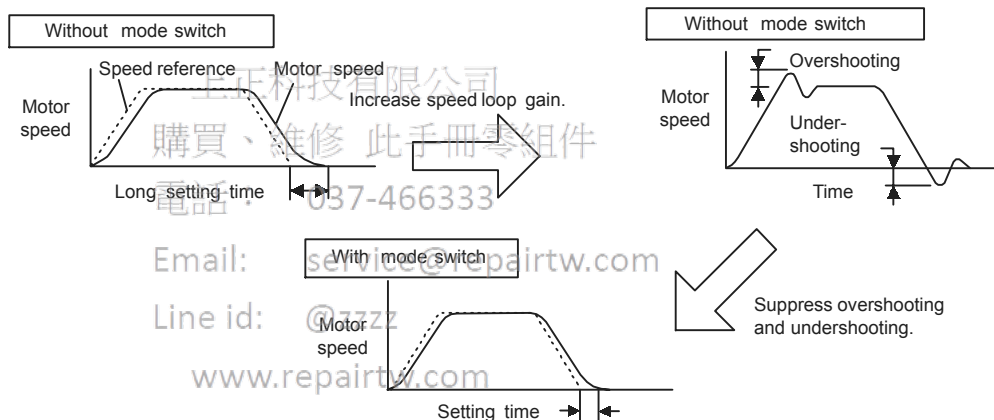 Without mode switch
Speed reference
Motor speed
Motor
speed
Long setting time
Increase speed loop gain.
Without mode switch
Overshooting
Motor
speed
Under-
shooting
Time
With mode switch
Motor
speed
Setting time
Suppress overshooting
and undershooting.
上正科技有限公司
購買、維修 此手冊零組件
電話： 037-466333
Email: service@repairtw.com
Line id: @zzzz
www.repairtw.com